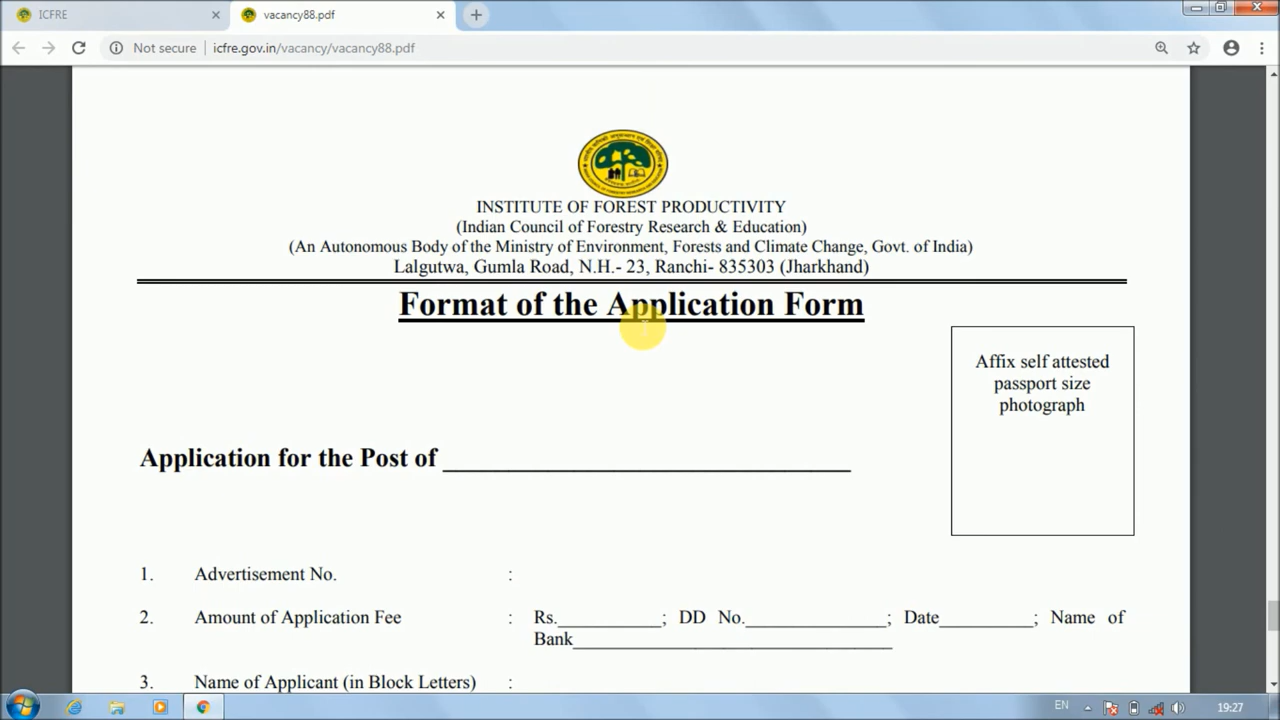 ICFRE
vacancy88.pdf
Not secure
icfre.gov.in/vacancy/vacancy88.pdf
INSTITUTE OF FOREST PRODUCTIVITY
(Indian Council of Forestry Research & Education)
(An Autonomous Body of the Ministry of Environment, Forests and Climate Change, Govt. of India)
Lalgutwa, Gumla Road, N.H.- 23, Ranchi- 835303 (Jharkhand)
Format of the Application Form
Affix self attested
passport size
photograph
Application for the Post of ______________________________
1. Advertisement No. :
2. Amount of Application Fee : Rs.___________; DD No.______________; Date_________; Name of
Bank________________________________
3. Name of Applicant (in Block Letters) :
EN
19:27